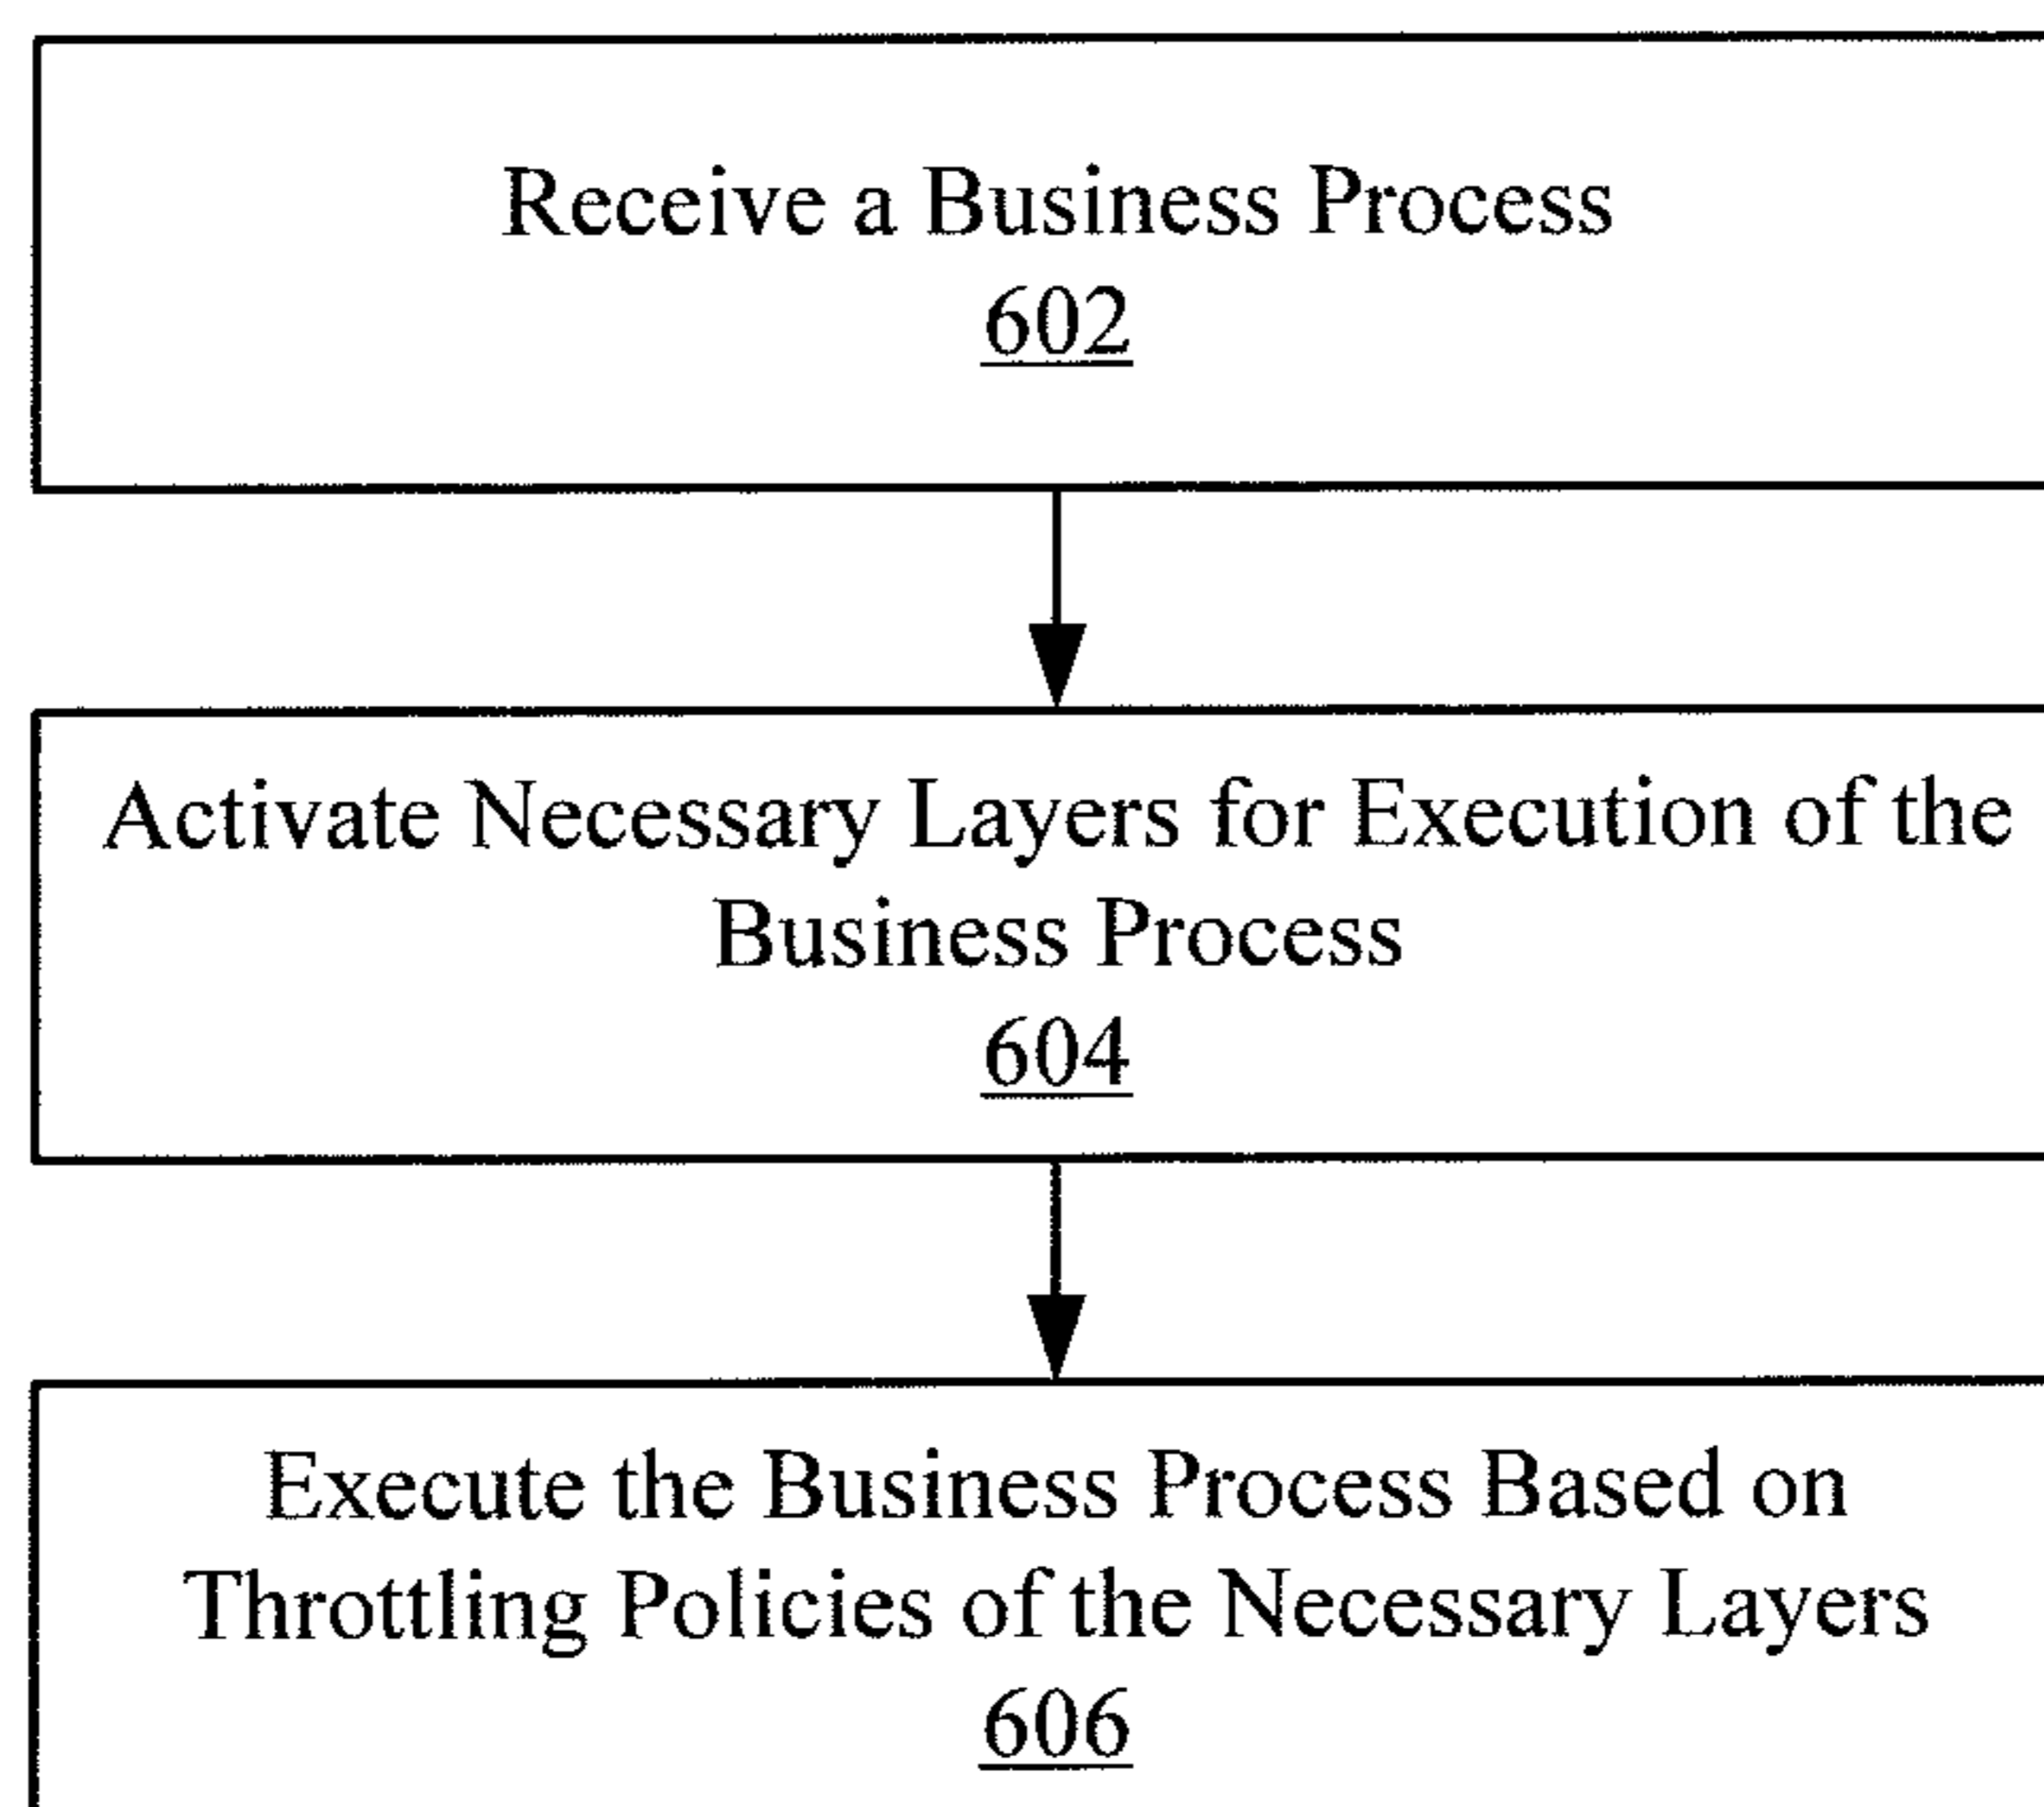 Receive a Business Process
602
Activate Necessary Layers for Execution of the
Business Process
604
Execute the Business Process Based on
Throttling Policies of the Necessary Layers
606